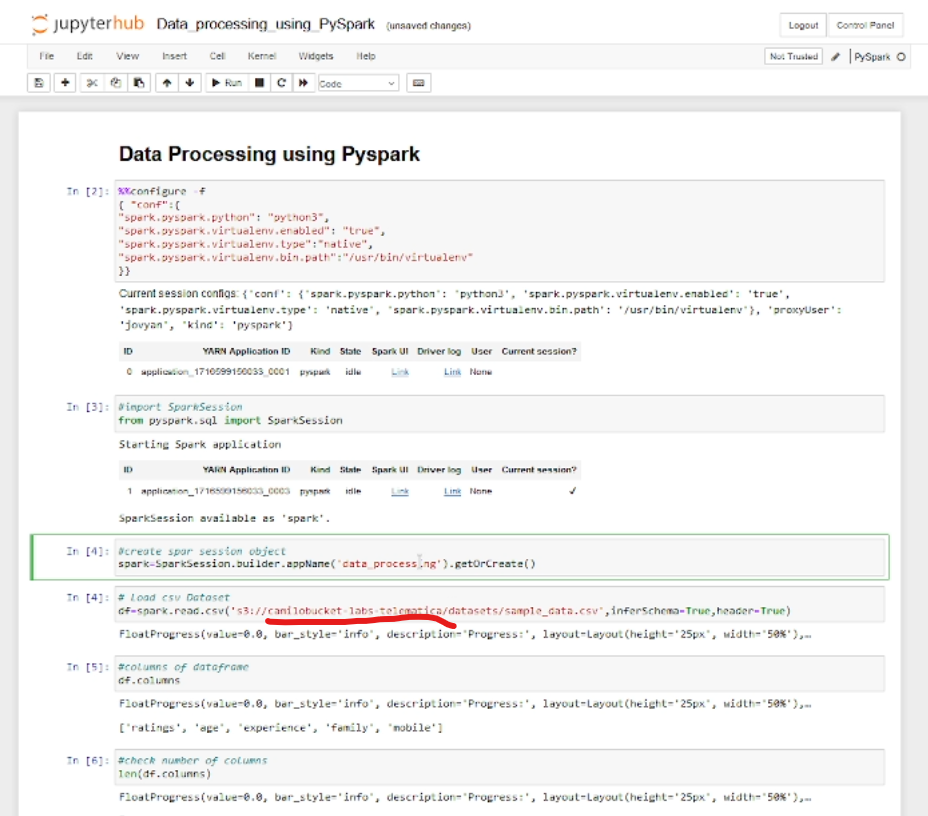 jupyterhub Data_processing_using_PySpark (unsaved changes) Logout Control Panel
File Edit View Insert Cell Kernel Widgets Help Not Trusted PySpark
Run Code
Data Processing using Pyspark
In [2]: %%configure -f
{ "conf":{
"spark.pyspark.python": "python3",
"spark.pyspark.virtualenv.enabled": "true",
"spark.pyspark.virtualenv.type":"native",
"spark.pyspark.virtualenv.bin.path":"/usr/bin/virtualenv"
}}
Current session configs: {'conf': {'spark.pyspark.python': 'python3', 'spark.pyspark.virtualenv.enabled': 'true',
'spark.pyspark.virtualenv.type': 'native', 'spark.pyspark.virtualenv.bin.path': '/usr/bin/virtualenv'}, 'proxyUser':
'jovyan', 'kind': 'pyspark'}
ID YARN Application ID Kind State Spark UI Driver log User Current session?
0 application_1716599156033_0001 pyspark idle Link Link None
In [3]: #import SparkSession
from pyspark.sql import SparkSession
Starting Spark application
ID YARN Application ID Kind State Spark UI Driver log User Current session?
1 application_1716599156033_0003 pyspark idle Link Link None ✓
SparkSession available as 'spark'.
In [4]: #create spar session object
spark=SparkSession.builder.appName('data_processing').getOrCreate()
In [4]: # Load csv Dataset
df=spark.read.csv('s3://camilobucket-labs-telematica/datasets/sample_data.csv',inferSchema=True,header=True)
FloatProgress(value=0.0, bar_style='info', description='Progress:', layout=Layout(height='25px', width='50%'),…
In [5]: #columns of dataframe
df.columns
FloatProgress(value=0.0, bar_style='info', description='Progress:', layout=Layout(height='25px', width='50%'),…
['ratings', 'age', 'experience', 'family', 'mobile']
In [6]: #check number of columns
len(df.columns)
FloatProgress(value=0.0, bar_style='info', description='Progress:', layout=Layout(height='25px', width='50%'),…